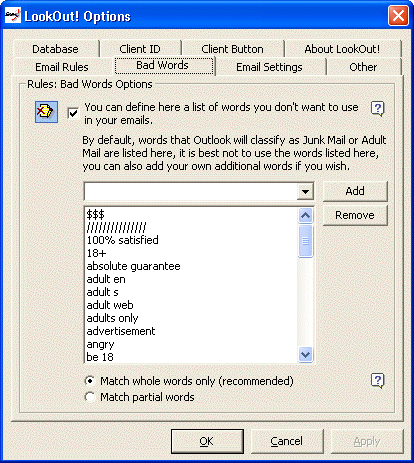 LookOut! Options
Database Client ID Client Button About LookOut!
Email Rules Bad Words Email Settings Other
Rules: Bad Words Options
You can define here a list of words you don't want to use
in your emails.
By default, words that Outlook will classify as Junk Mail or Adult
Mail are listed here, it is best not to use the words listed here,
you can also add your own additional words if you wish.
Add
Remove
$$$
///////////////
100% satisfied
18+
absolute guarantee
adult en
adult s
adult web
adults only
advertisement
angry
be 18
Match whole words only (recommended)
Match partial words
OK Cancel Apply